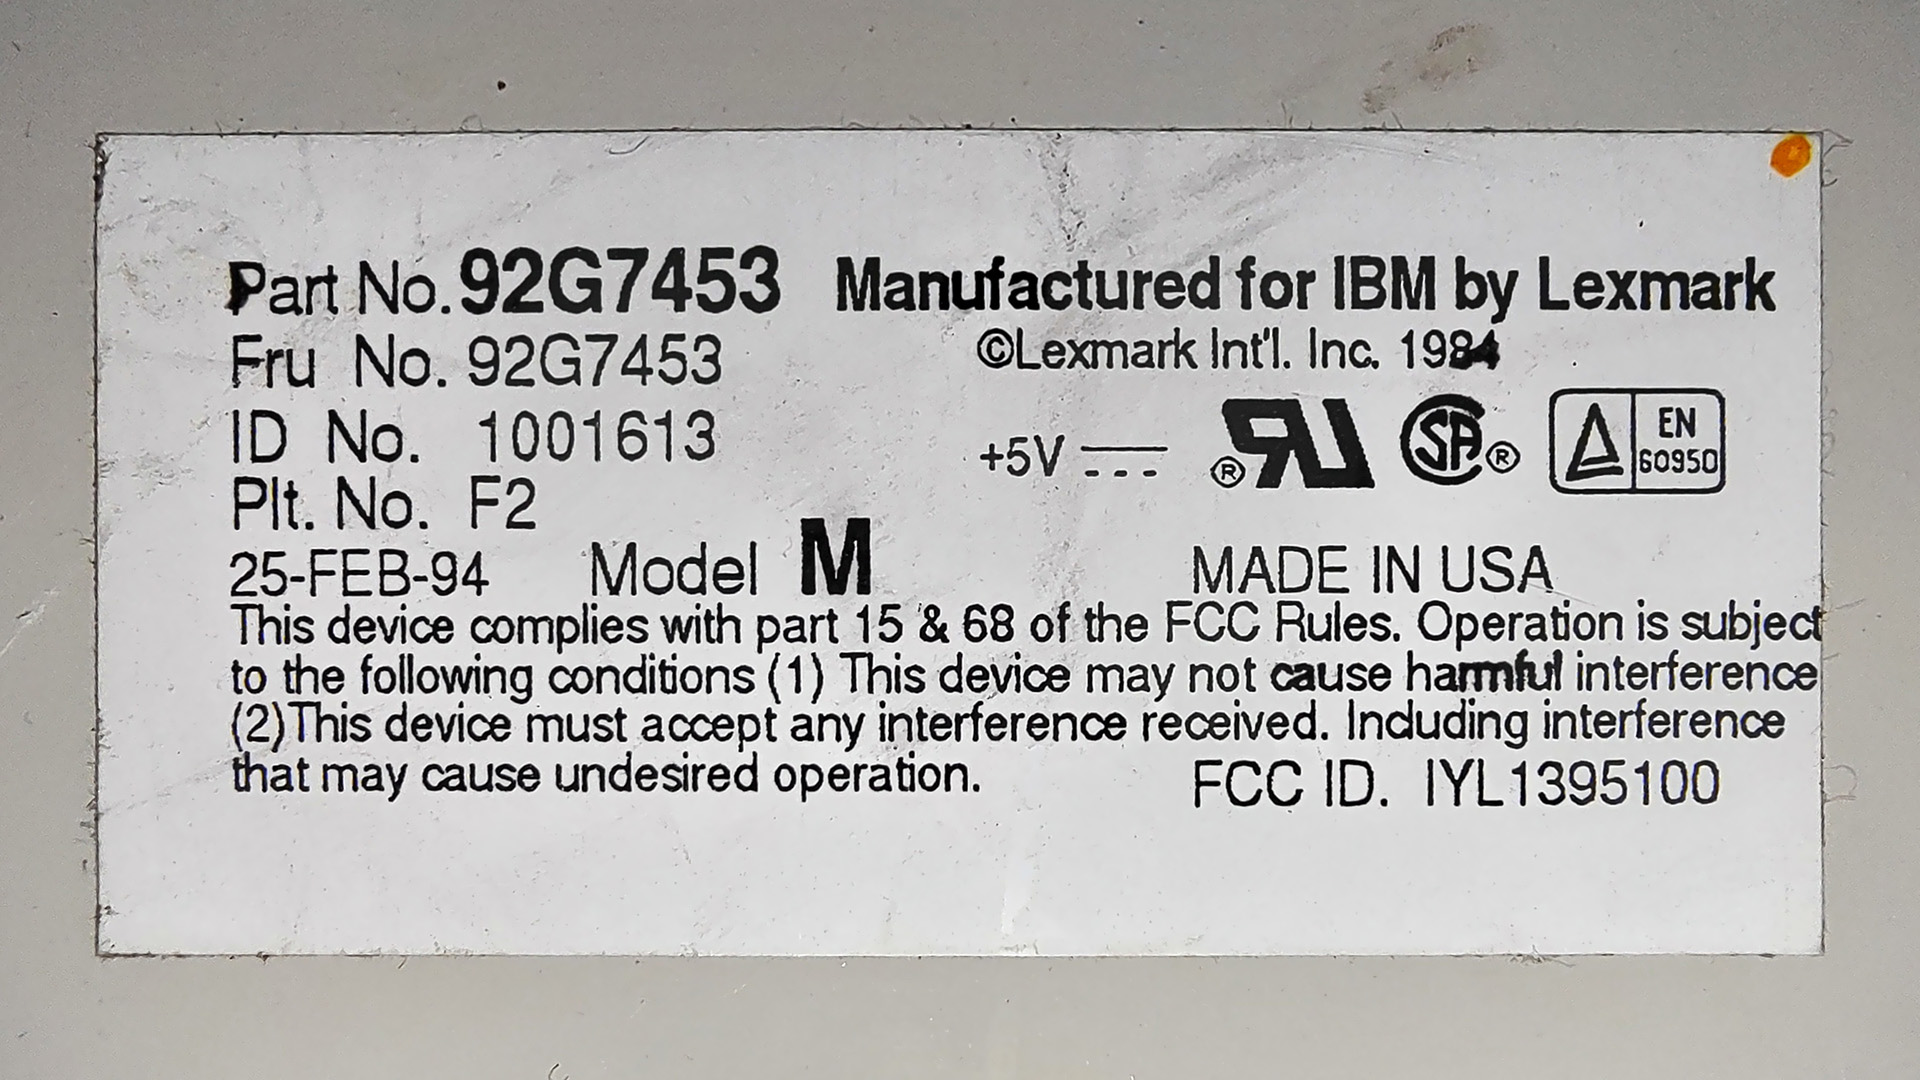 Part No. 92G7453 Manufactured for IBM by Lexmark
Fru No. 92G7453 ©Lexmark Int'l. Inc. 1984
ID No. 1001613 +5V ® RU SA ® EN 60950
Plt. No. F2
25-FEB-94 Model M MADE IN USA
This device complies with part 15 & 68 of the FCC Rules. Operation is subject
to the following conditions (1) This device may not cause harmful interference
(2)This device must accept any interference received. Including interference
that may cause undesired operation. FCC ID. IYL1395100